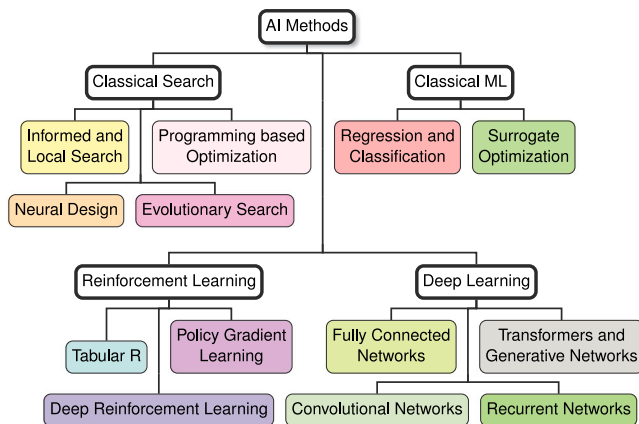 AI Methods
Classical Search
Classical ML
Informed and
Local Search
Programming based
Optimization
Regression and
Classification
Surrogate
Optimization
Neural Design
Evolutionary Search
Reinforcement Learning
Deep Learning
Tabular R
Policy Gradient
Learning
Fully Connected
Networks
Transformers and
Generative Networks
Deep Reinforcement Learning
Convolutional Networks
Recurrent Networks